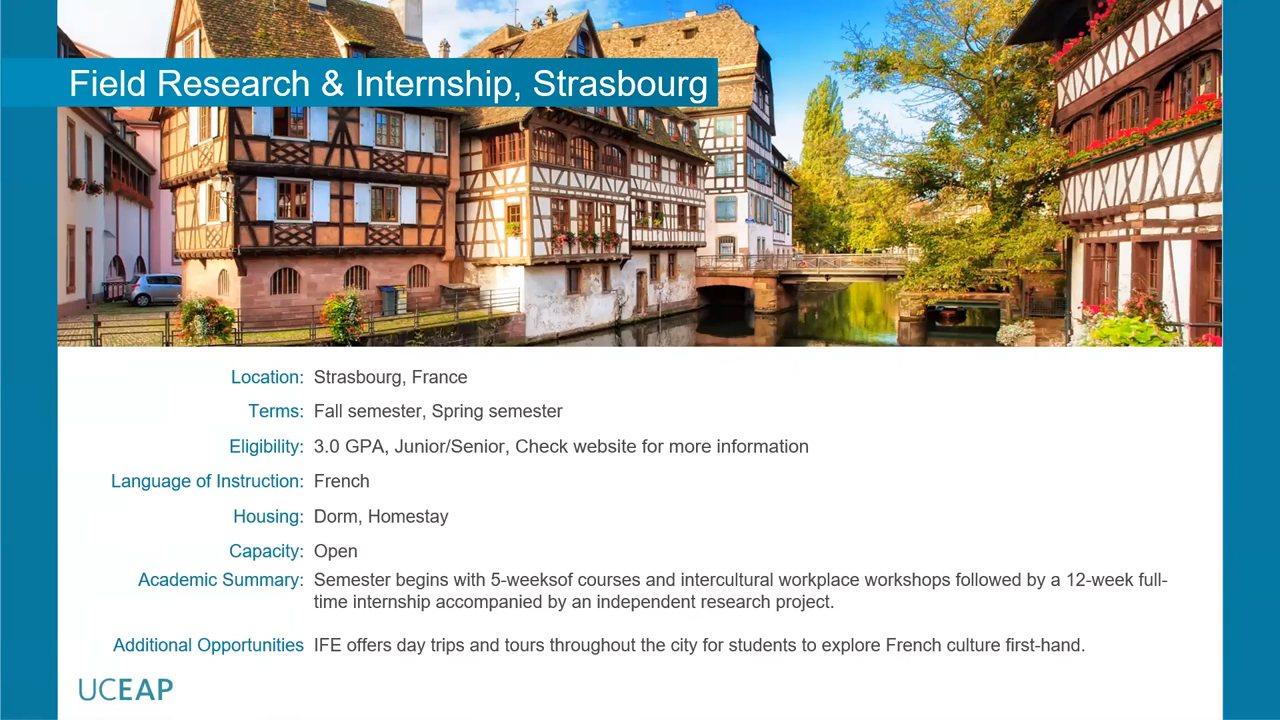 Field Research & Internship, Strasbourg
Location: Strasbourg, France
Terms: Fall semester, Spring semester
Eligibility: 3.0 GPA, Junior/Senior, Check website for more information
Language of Instruction: French
Housing: Dorm, Homestay
Capacity: Open
Academic Summary: Semester begins with 5-weeksof courses and intercultural workplace workshops followed by a 12-week full-
time internship accompanied by an independent research project.
Additional Opportunities IFE offers day trips and tours throughout the city for students to explore French culture first-hand.
UCEAP